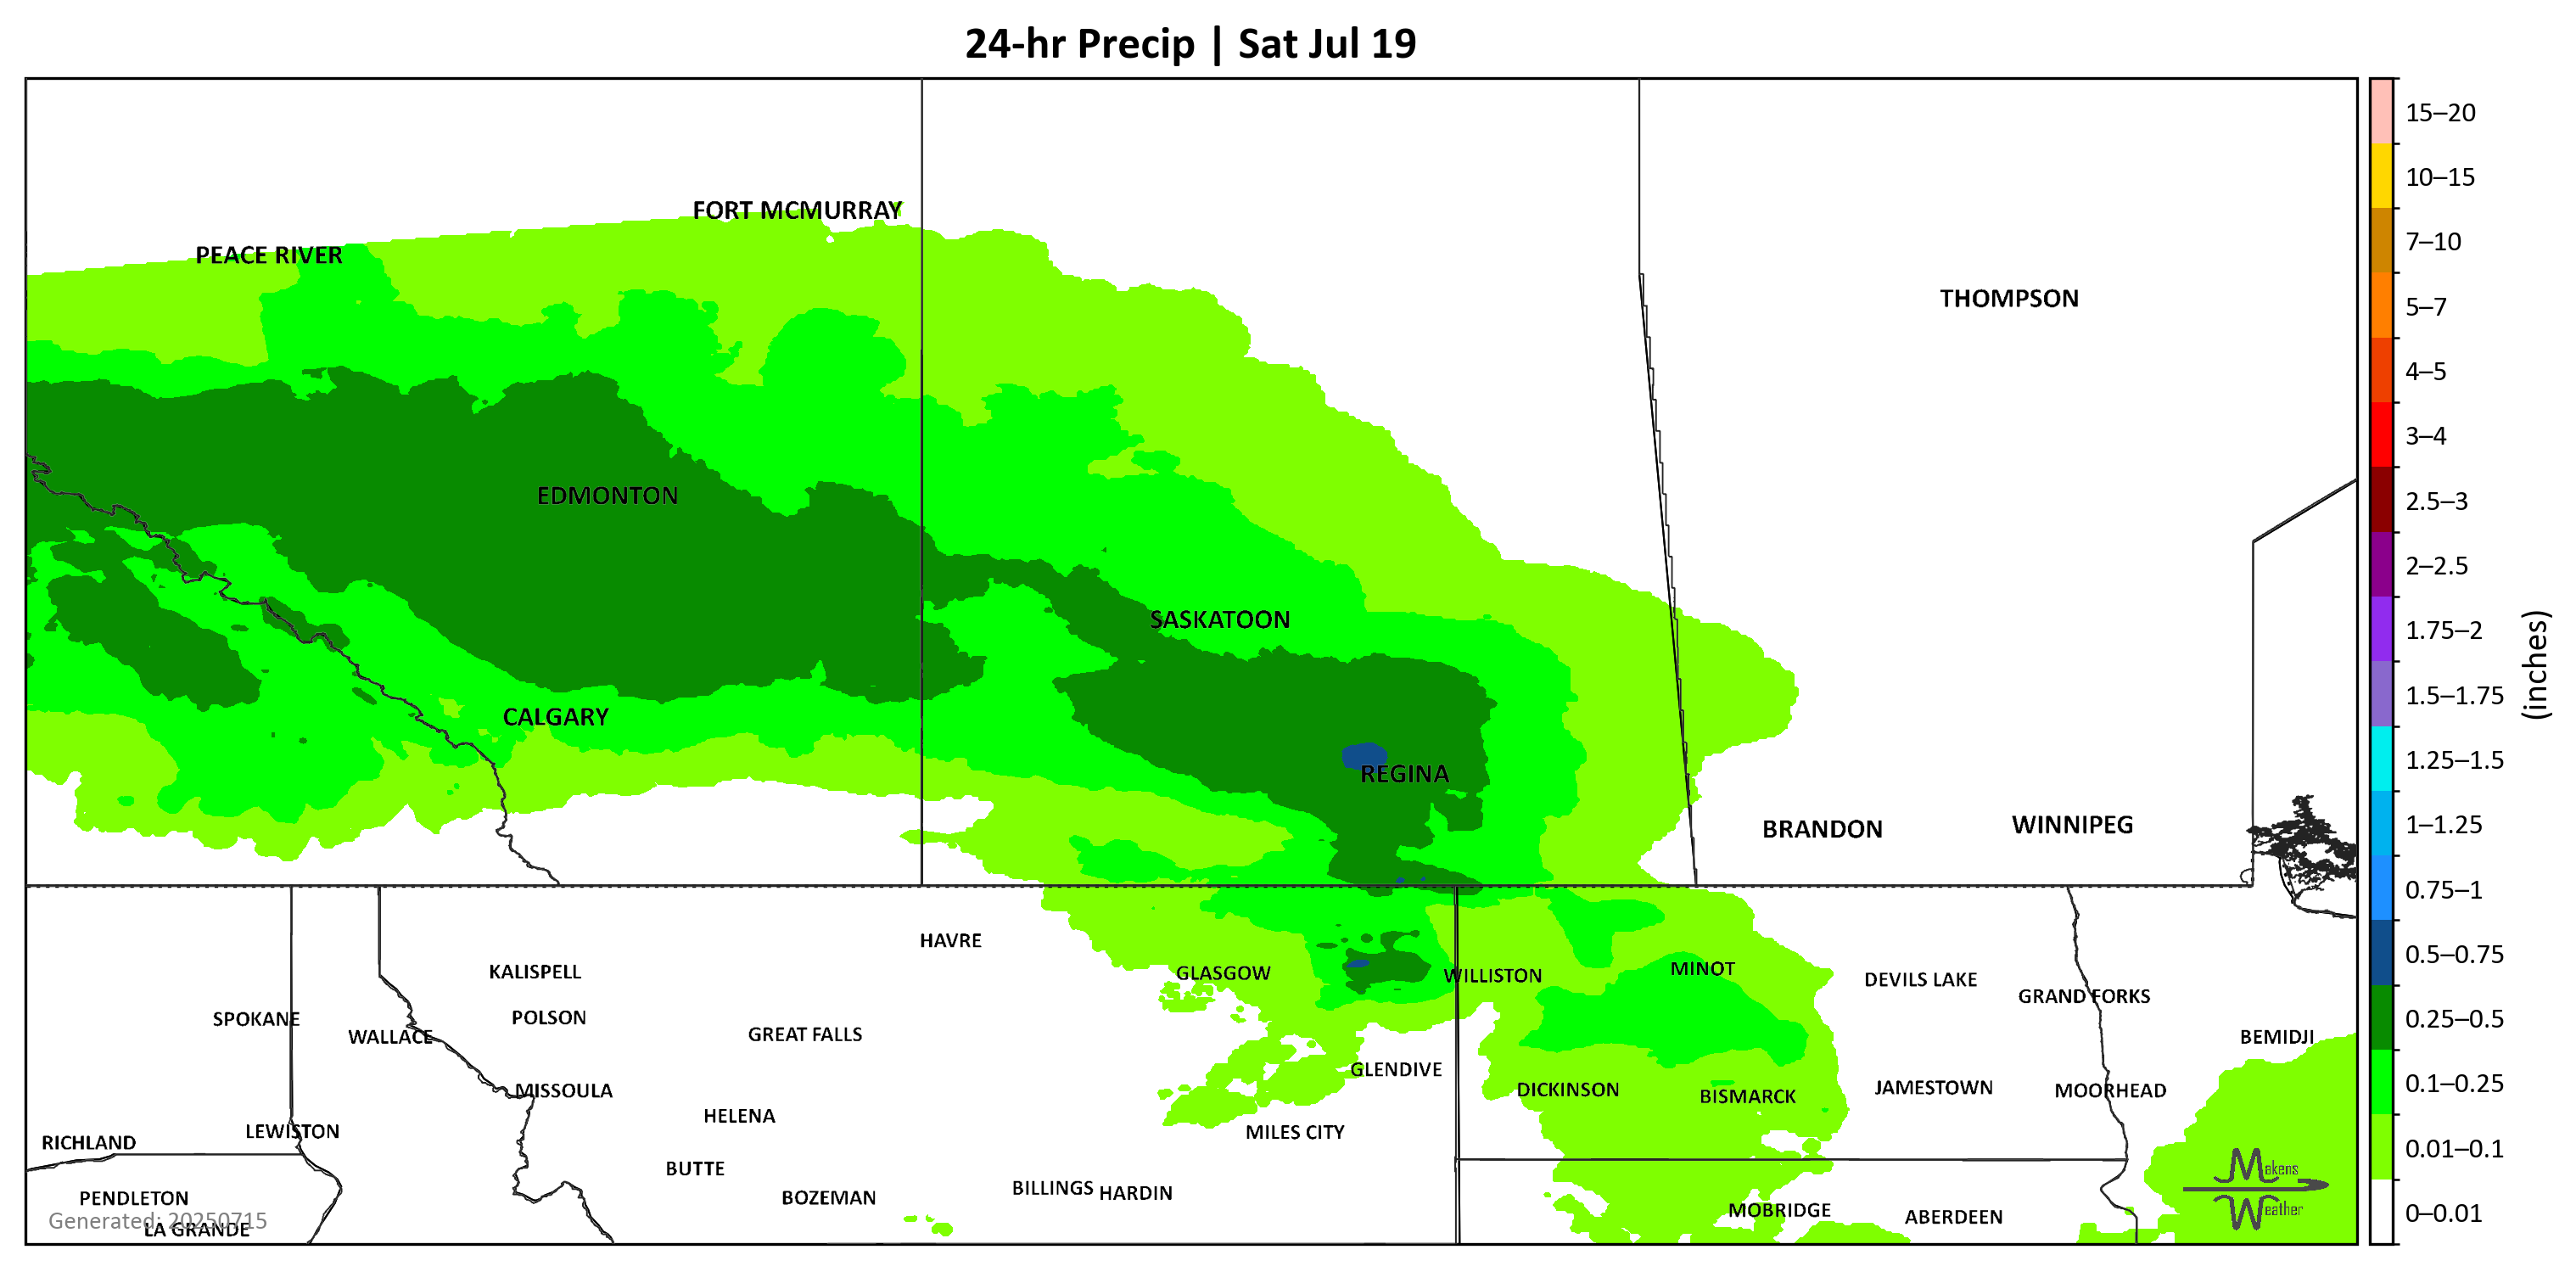 24-hr Precip | Sat Jul 19
FORT MCMURRAY
PEACE RIVER
THOMPSON
EDMONTON
SASKATOON
CALGARY
REGINA
BRANDON
WINNIPEG
HAVRE
KALISPELL
GLASGOW
WILLISTON
MINOT
DEVILS LAKE
GRAND FORKS
SPOKANE
WALLACE
POLSON
GREAT FALLS
BEMIDJI
GLENDIVE
DICKINSON
BISMARCK
JAMESTOWN
MOORHEAD
MISSOULA
HELENA
MILES CITY
RICHLAND
LEWISTON
BUTTE
BOZEMAN
BILLINGS
HARDIN
PENDLETON
MOBRIDGE
ABERDEEN
Generated: 20250715
LA GRANDE
Makens
Weather
15–20
10–15
7–10
5–7
4–5
3–4
2.5–3
2–2.5
1.75–2
1.5–1.75
1.25–1.5
1–1.25
0.75–1
0.5–0.75
0.25–0.5
0.1–0.25
0.01–0.1
0–0.01
(inches)